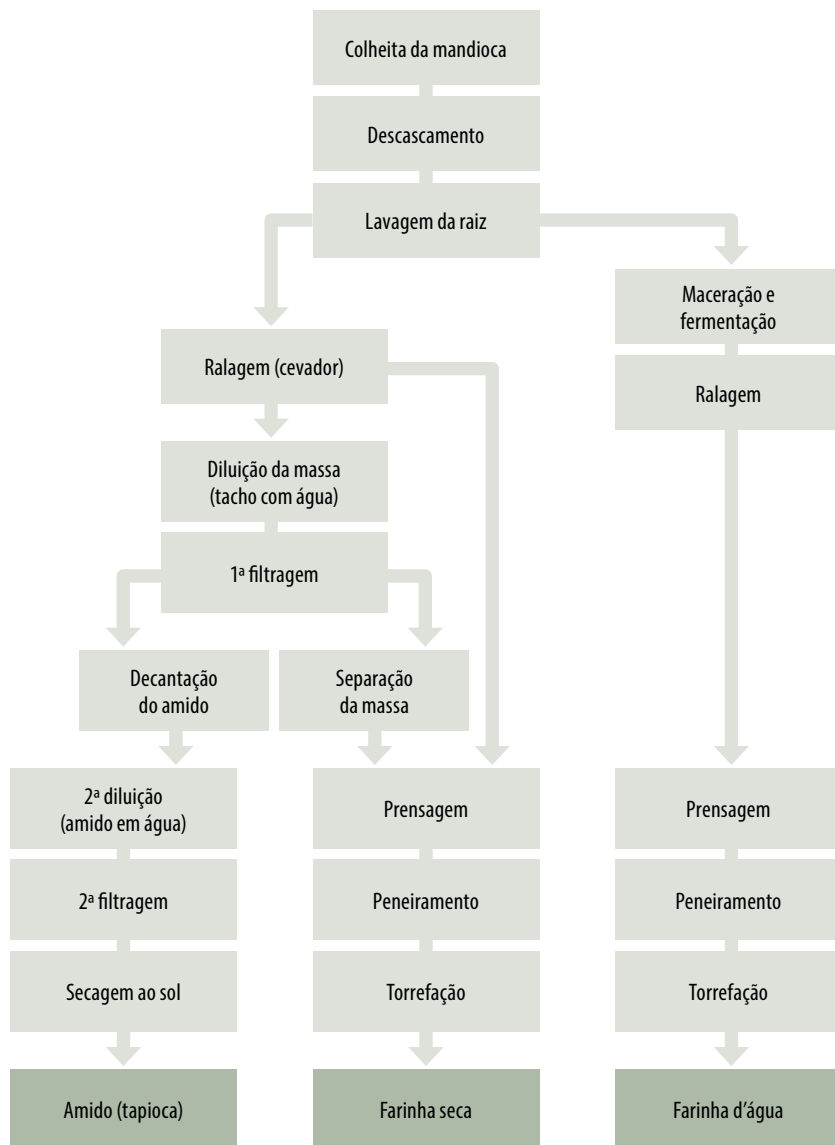 Colheita da mandioca
Descascamento
Lavagem da raiz
Maceração e
fermentação
Ralagem (cevador)
Ralagem
Diluição da massa
(tacho com água)
1ª filtragem
Decantação
do amido
Separação
da massa
2ª diluição
(amido em água)
Prensagem
Prensagem
2ª filtragem
Peneiramento
Peneiramento
Secagem ao sol
Torrefação
Torrefação
Amido (tapioca)
Farinha seca
Farinha d’água